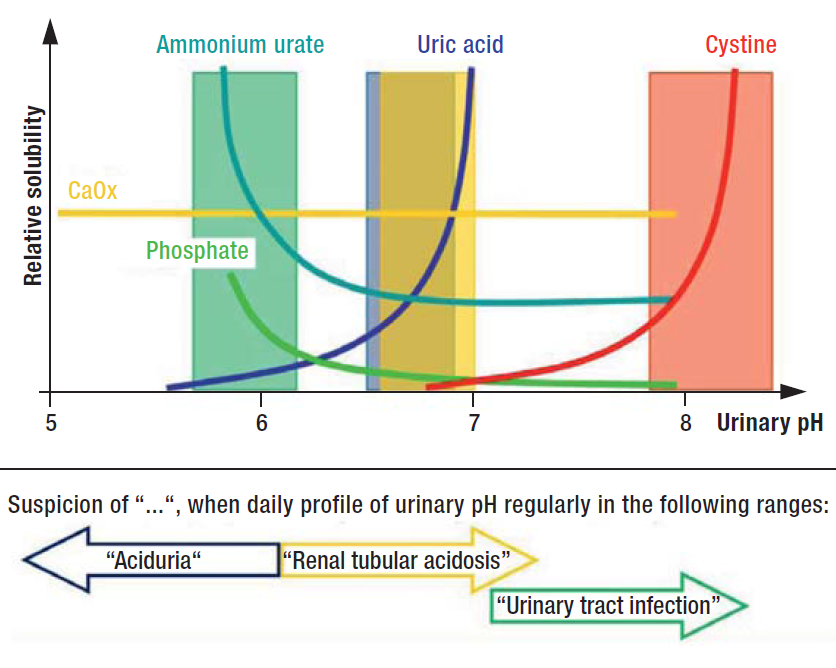 Ammonium urate
Uric acid
Cystine
Relative solubility
CaOx
Phosphate
5
6
7
8
Urinary pH
Suspicion of “...“, when daily profile of urinary pH regularly in the following ranges:
“Aciduria“
“Renal tubular acidosis”
“Urinary tract infection”